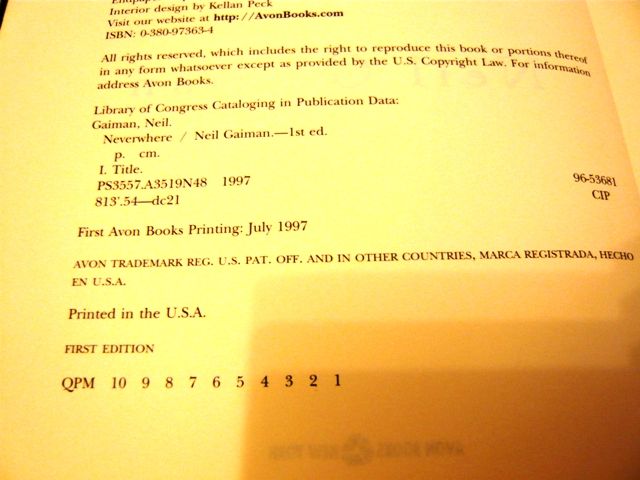 Interior design by Kellan Peck
Visit our website at http://AvonBooks.com
ISBN: 0-380-97363-4
All rights reserved, which includes the right to reproduce this book or portions thereof
in any form whatsoever except as provided by the U.S. Copyright Law. For information
address Avon Books.
Library of Congress Cataloging in Publication Data:
Gaiman, Neil.
Neverwhere / Neil Gaiman.—1st ed.
p. cm.
I. Title.
PS3557.A3519N48 1997 96-53681
813'.54—dc21 CIP
First Avon Books Printing: July 1997
AVON TRADEMARK REG. U.S. PAT. OFF. AND IN OTHER COUNTRIES, MARCA REGISTRADA, HECHO
EN U.S.A.
Printed in the U.S.A.
FIRST EDITION
QPM 10 9 8 7 6 5 4 3 2 1